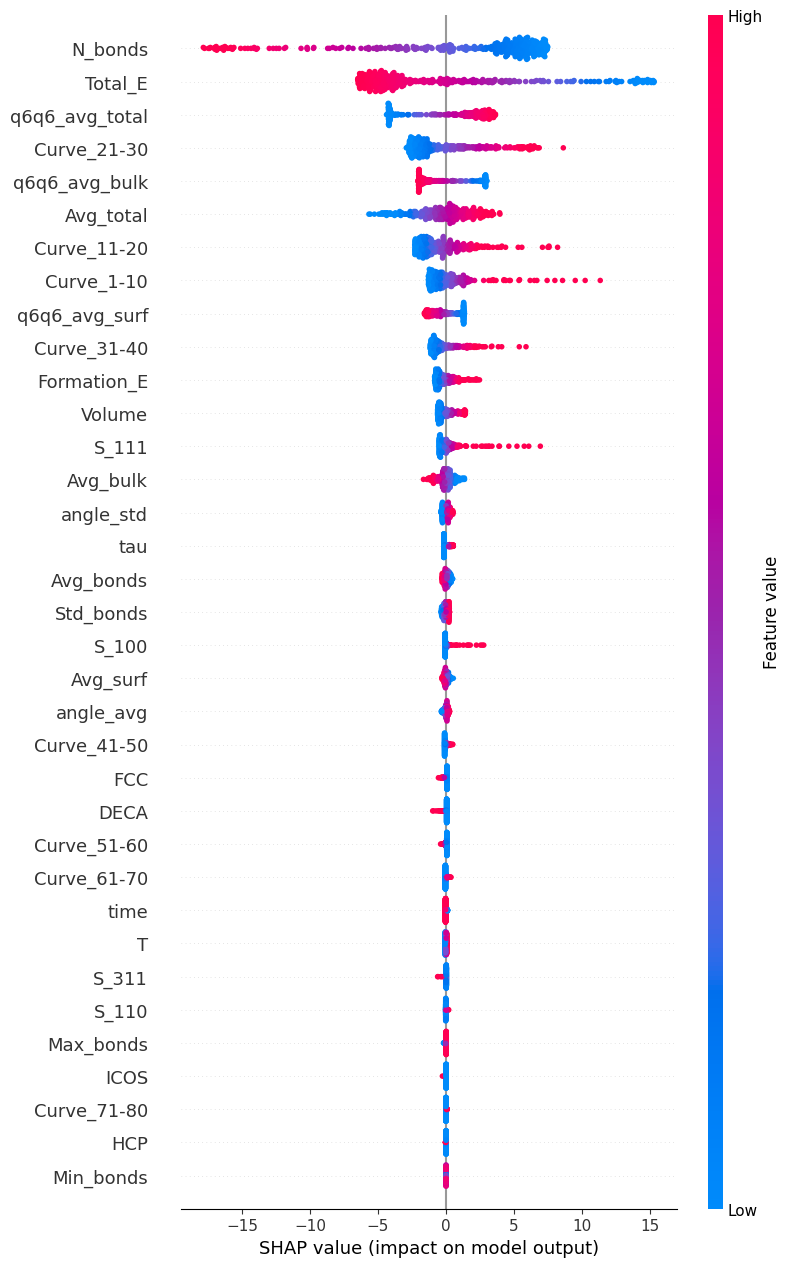 High
N_bonds
Total_E
q6q6_avg_total
Curve_21-30
q6q6_avg_bulk
Avg_total
Curve_11-20
Curve_1-10
q6q6_avg_surf
Curve_31-40
Formation_E
Volume
S_111
Avg_bulk
angle_std
tau
Avg_bonds
Std_bonds
S_100
Avg_surf
angle_avg
Curve_41-50
FCC
DECA
Curve_51-60
Curve_61-70
time
T
S_311
S_110
Max_bonds
ICOS
Curve_71-80
HCP
Min_bonds
Feature value
Low
−15 −10 −5 0 5 10 15
SHAP value (impact on model output)